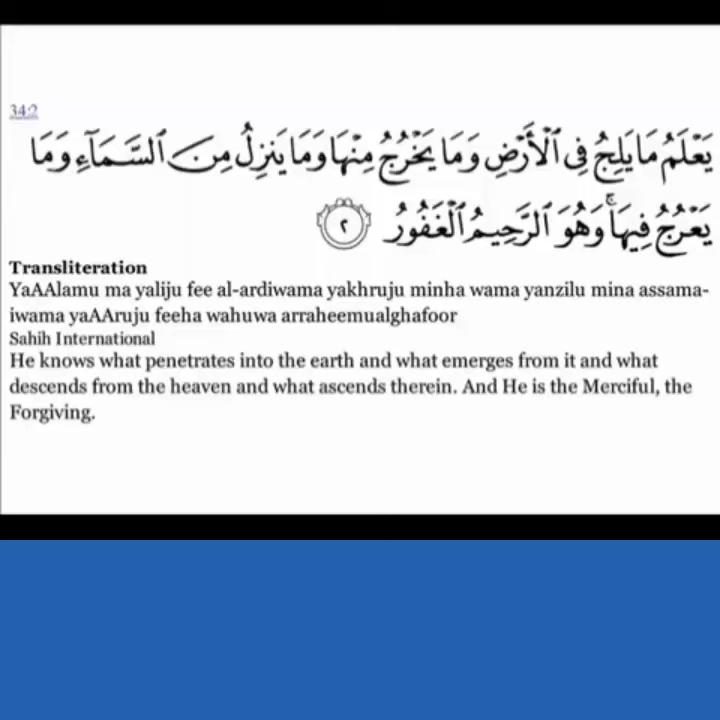 34:2
يَعْلَمُ مَا يَلِجُ فِى ٱلْأَرْضِ وَمَا يَخْرُجُ مِنْهَا وَمَا يَنزِلُ مِنَ ٱلسَّمَآءِ وَمَا
يَعْرُجُ فِيهَا ۚ وَهُوَ ٱلرَّحِيمُ ٱلْغَفُورُ ٢
Transliteration
YaAAlamu ma yaliju fee al-ardiwama yakhruju minha wama yanzilu mina assama-
iwama yaAAruju feeha wahuwa arraheemualghafoor
Sahih International
He knows what penetrates into the earth and what emerges from it and what
descends from the heaven and what ascends therein. And He is the Merciful, the
Forgiving.